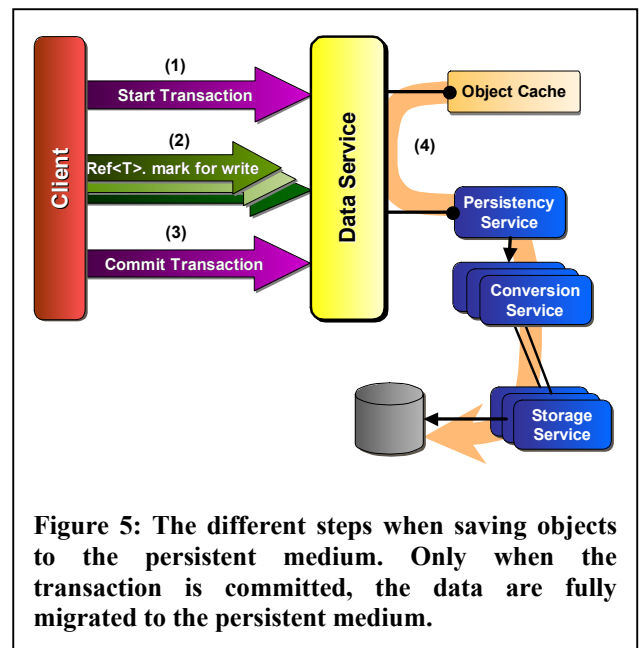 (1)
Start Transaction
(2)
Ref<T>. mark for write
(3)
Commit Transaction
Client
Data Service
Object Cache
(4)
Persistency
Service
Conversion
Service
Storage
Service
Figure 5: The different steps when saving objects
to the persistent medium. Only when the
transaction is committed, the data are fully
migrated to the persistent medium.